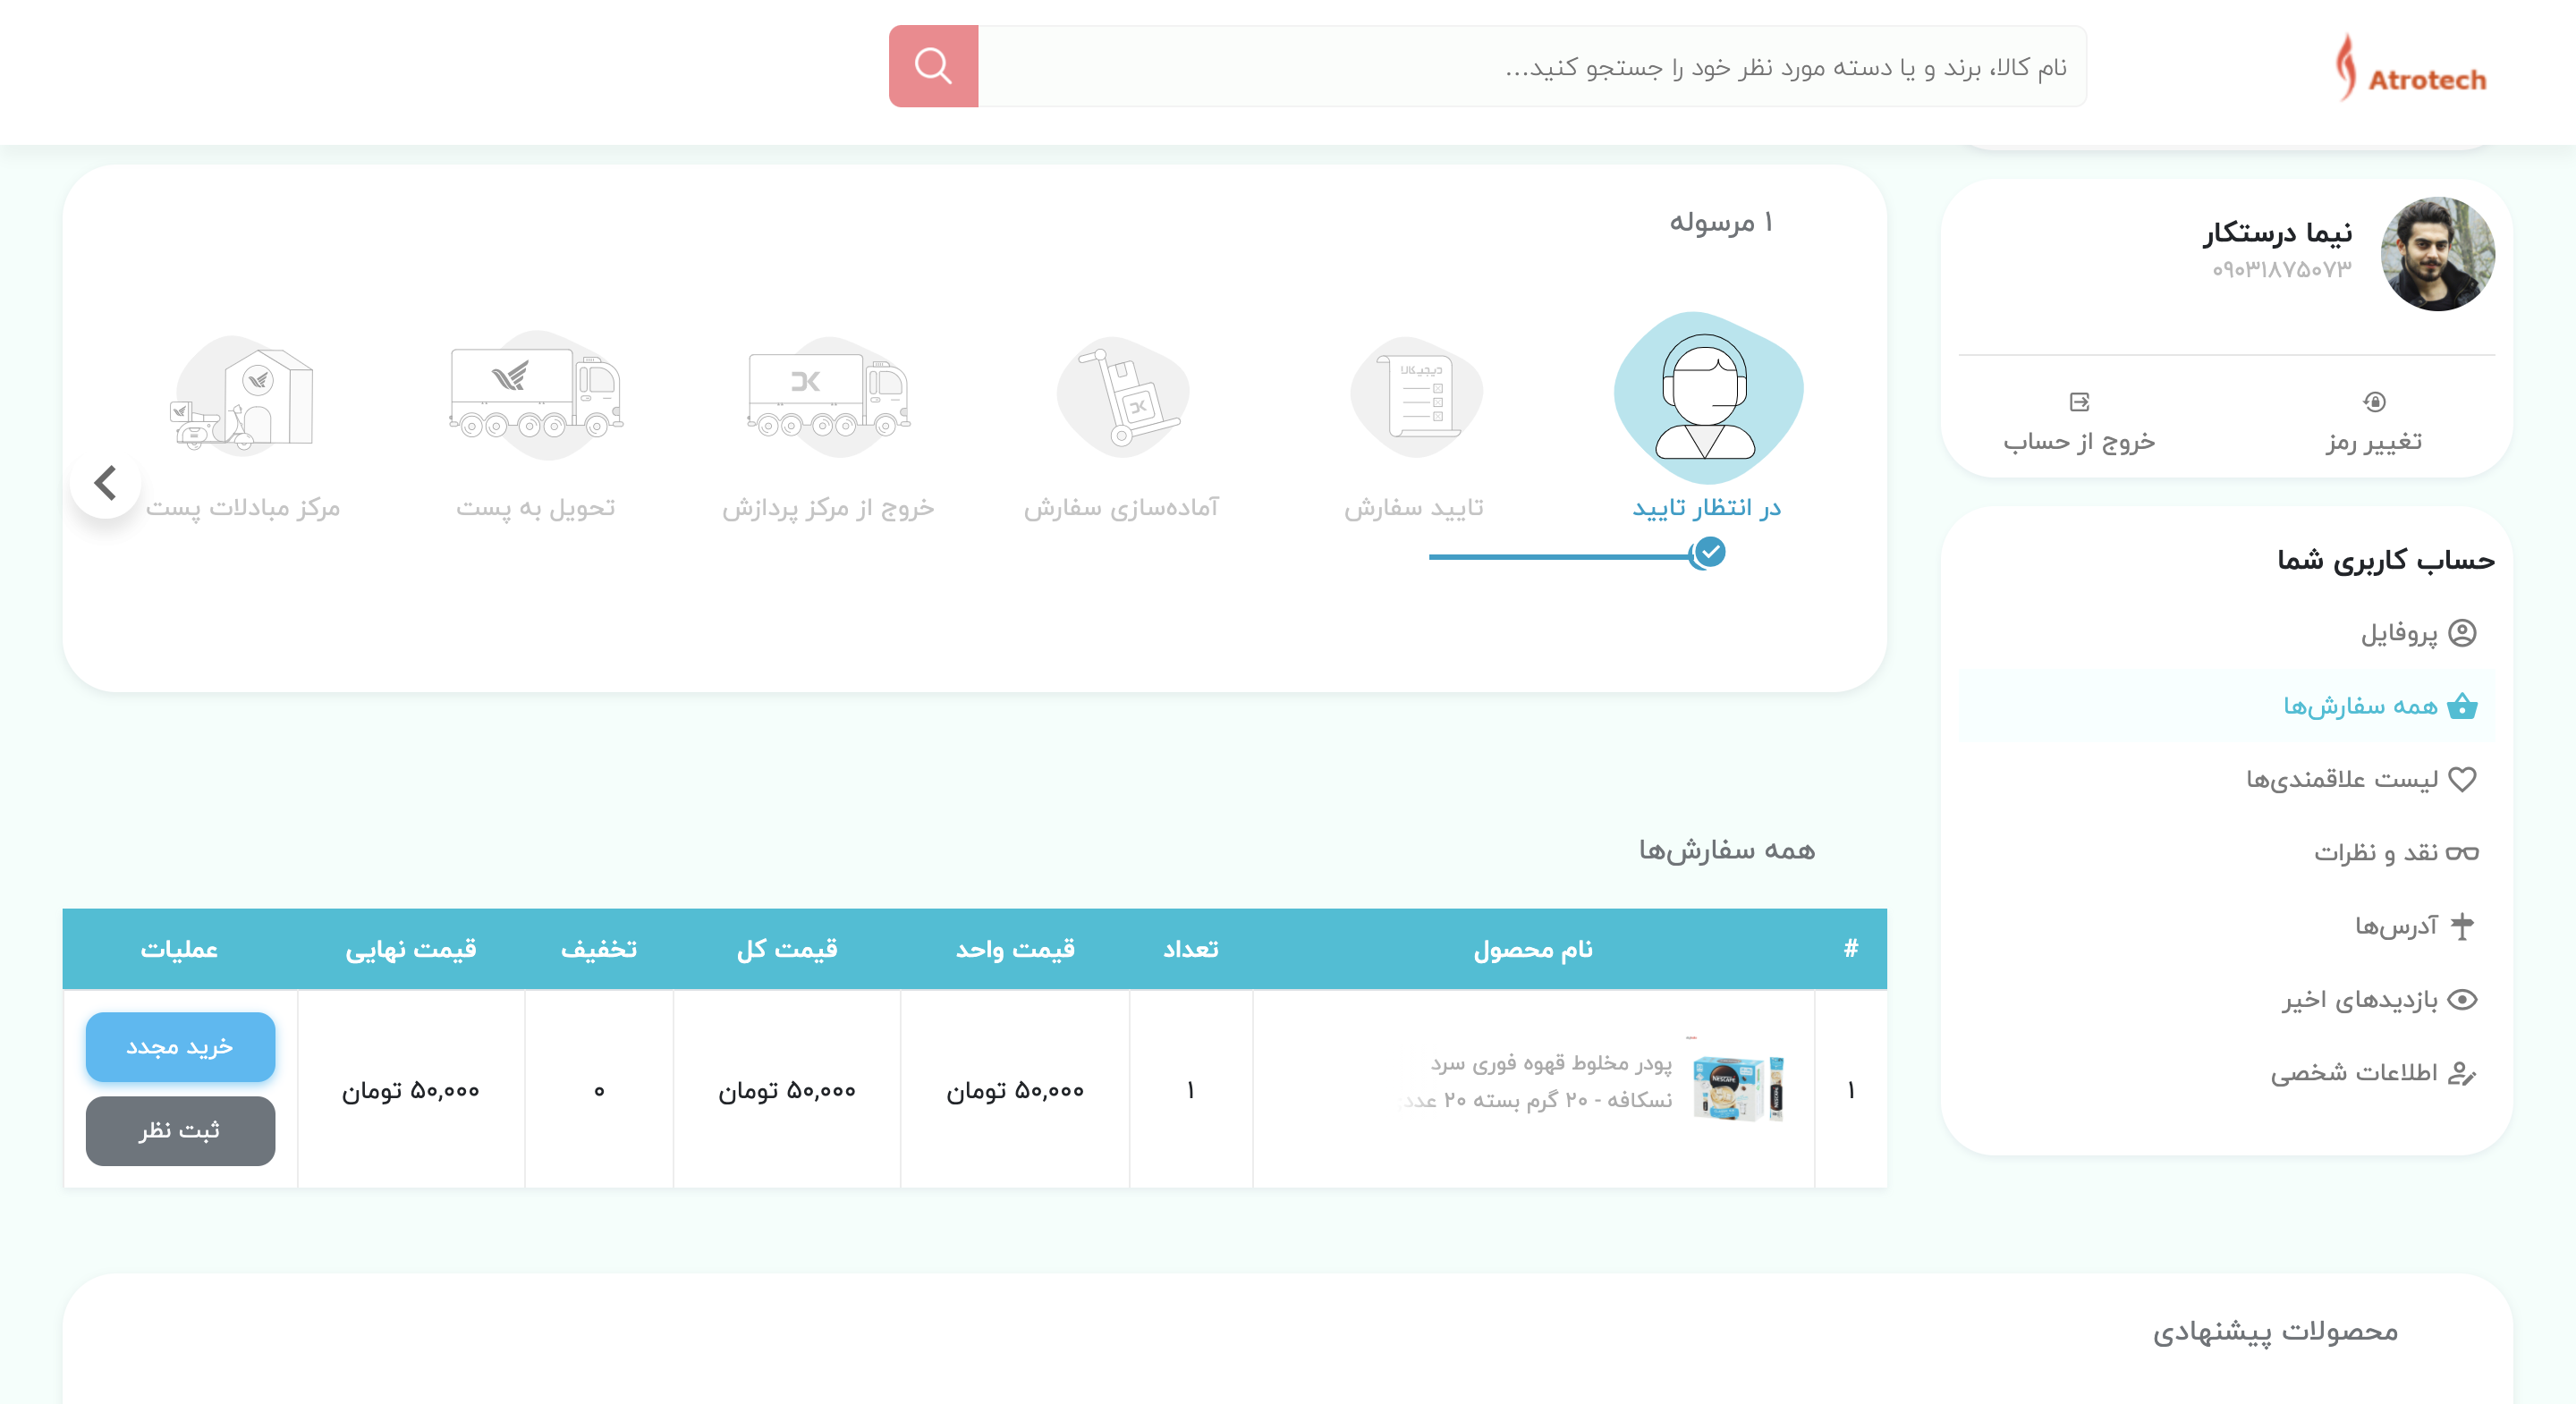 Atrotech
نام کالا، برند و یا دسته مورد نظر خود را جستجو کنید...
نیما درستکار
۰۹۰۳۱۸۷۵۰۷۳
تغییر رمز
خروج از حساب
حساب کاربری شما
پروفایل
همه سفارش‌ها
لیست علاقمندی‌ها
نقد و نظرات
آدرس‌ها
بازدیدهای اخیر
اطلاعات شخصی
۱ مرسوله
دیجیکالا
در انتظار تایید
تایید سفارش
آماده‌سازی سفارش
خروج از مرکز پردازش
تحویل به پست
مرکز مبادلات پست
همه سفارش‌ها
# نام محصول تعداد قیمت واحد قیمت کل تخفیف قیمت نهایی عملیات
۱
NESCAFE
پودر مخلوط قهوه فوری سرد
نسکافه - ۲۰ گرم بسته ۲۰ عددی
۱
۵۰,۰۰۰ تومان
۵۰,۰۰۰ تومان
۰
۵۰,۰۰۰ تومان
خرید مجدد
ثبت نظر
محصولات پیشنهادی